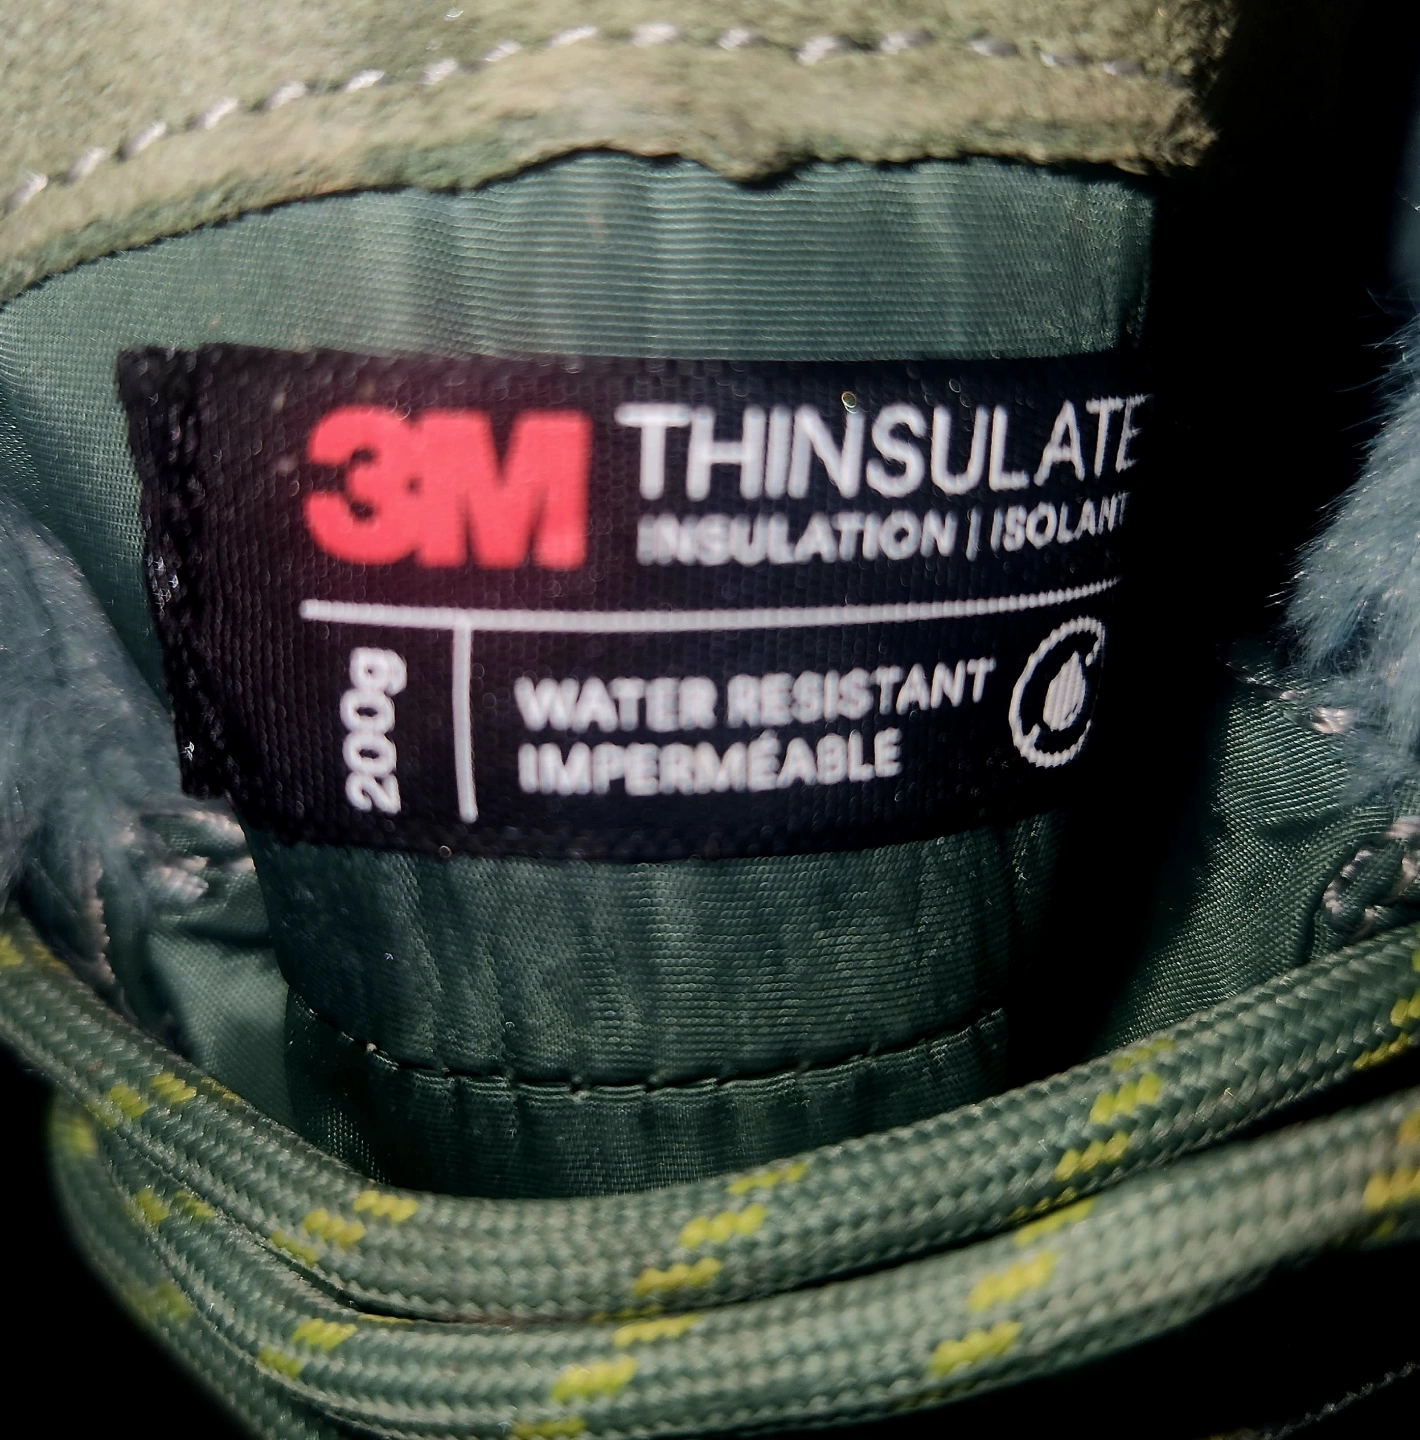 3M THINSULATE
INSULATION | ISOLANT
200g
WATER RESISTANT
IMPERMÉABLE